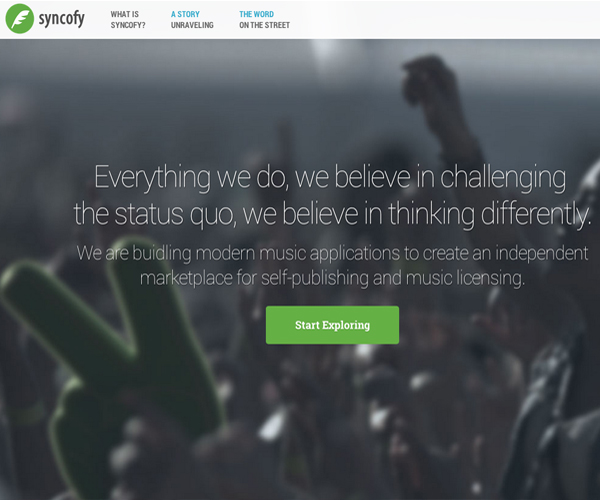 syncofy
WHAT IS
SYNCOFY?
A STORY
UNRAVELING
THE WORD
ON THE STREET
Everything we do, we believe in challenging
the status quo, we believe in thinking differently.
We are buidling modern music applications to create an independent
marketplace for self-publishing and music licensing.
Start Exploring